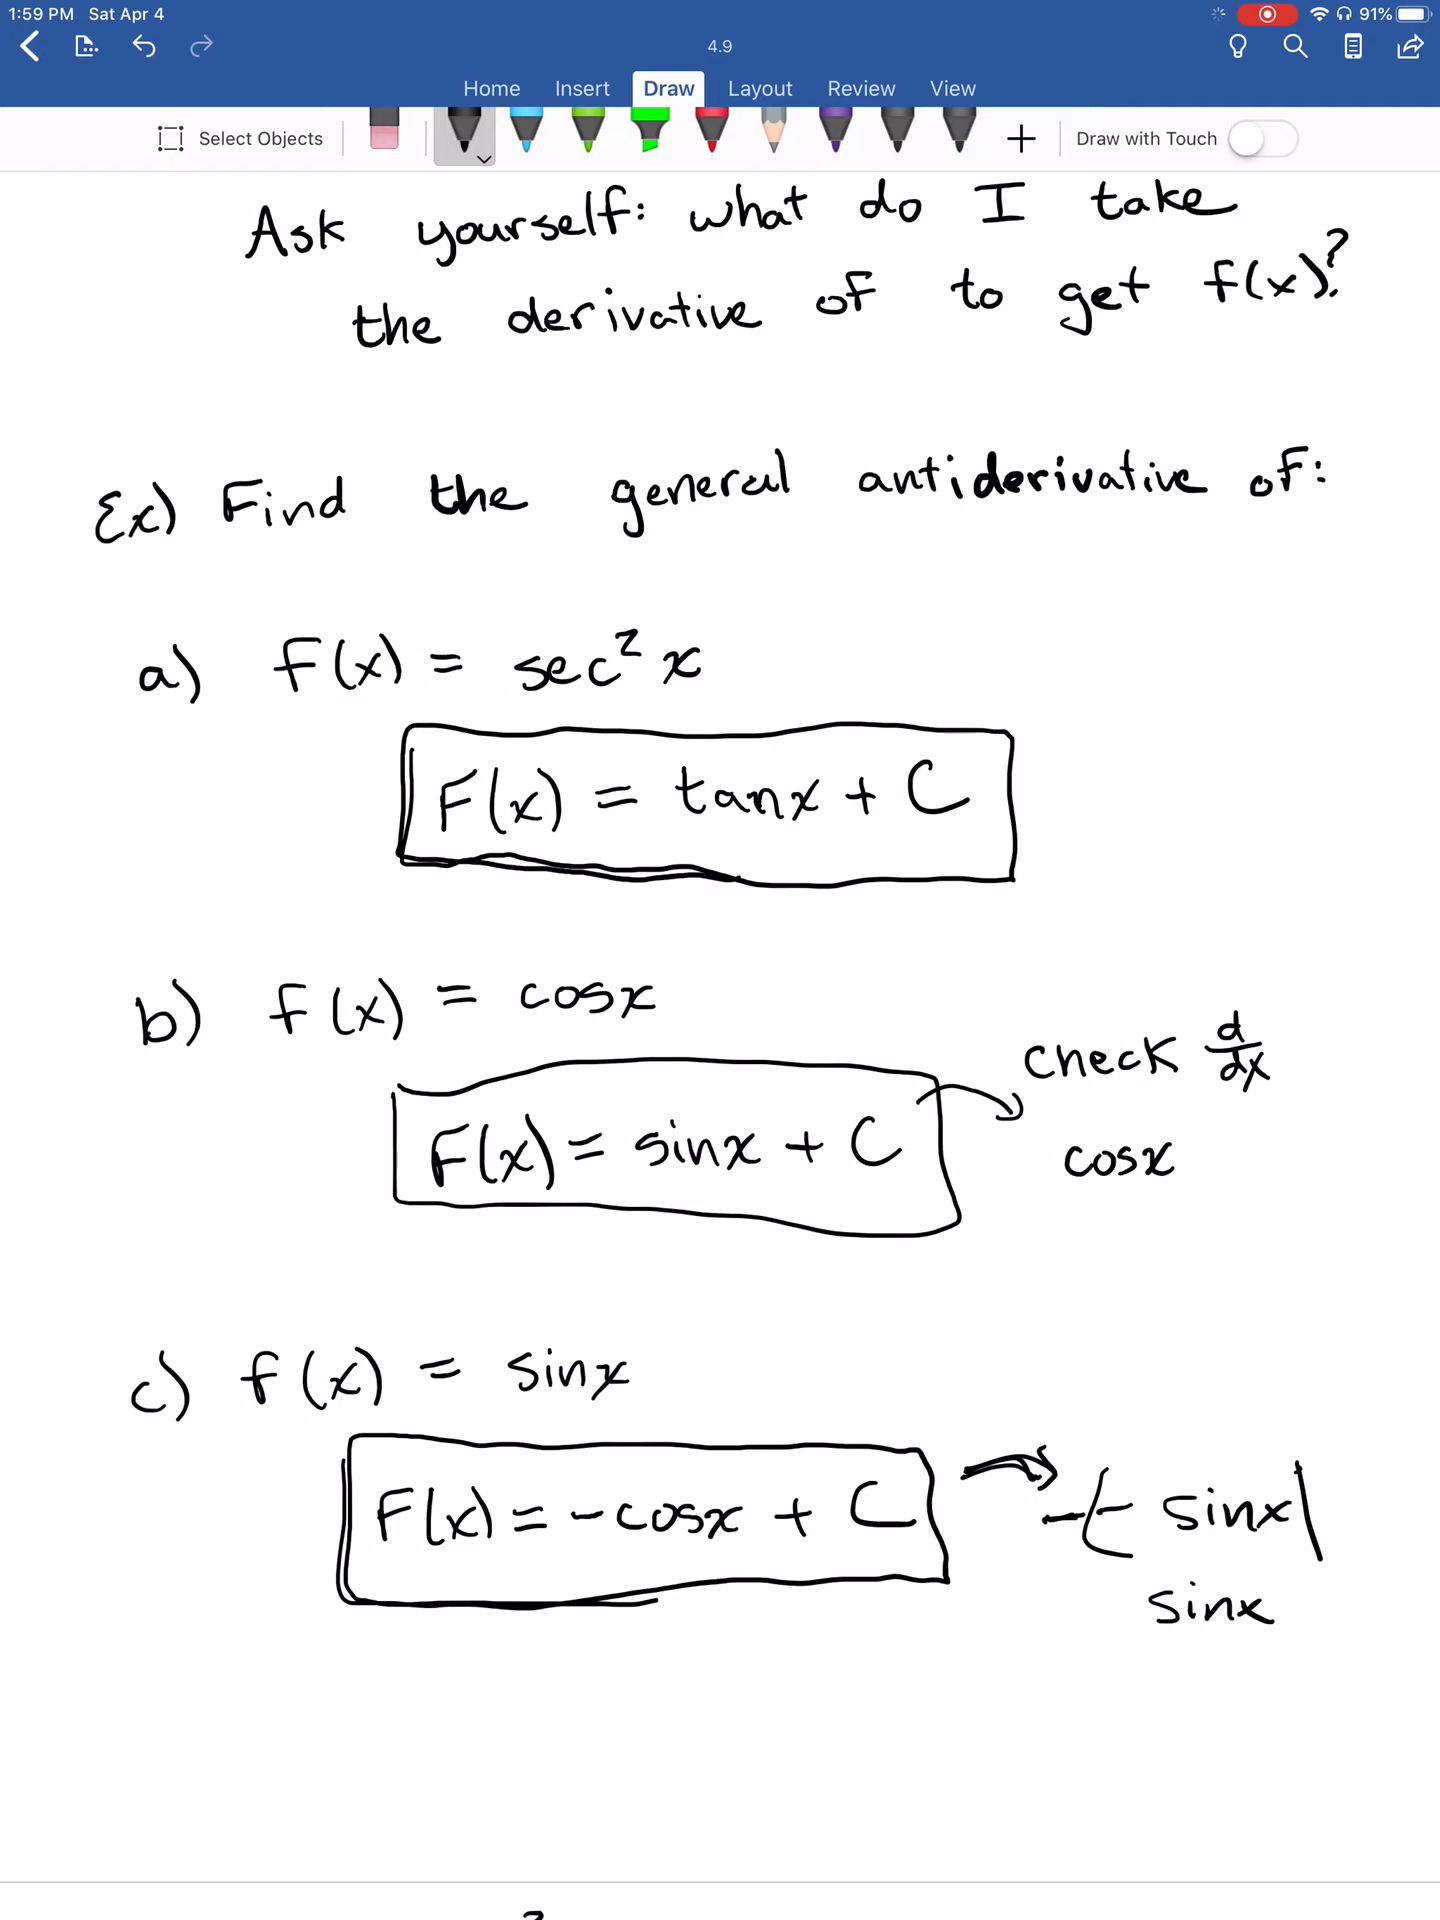 1:59 PM Sat Apr 4
91%
4.9
Home Insert Draw Layout Review View
Select Objects
Draw with Touch
Ask yourself: what do I take
the derivative of to get f(x)?
Ex) Find the general antiderivative of:
a) f(x) = sec² x
F(x) = tanx + C
b) f(x) = cosx
F(x) = sinx + C
check d/dx
cosx
c) f(x) = sinx
F(x) = -cosx + C
-(- sinx)
sinx